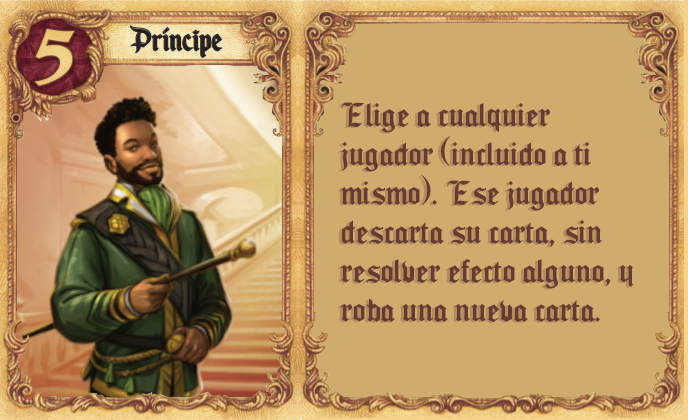 5
Príncipe
Elige a cualquier
jugador (incluido a ti
mismo). Ese jugador
descarta su carta, sin
resolver efecto alguno, y
roba una nueva carta.